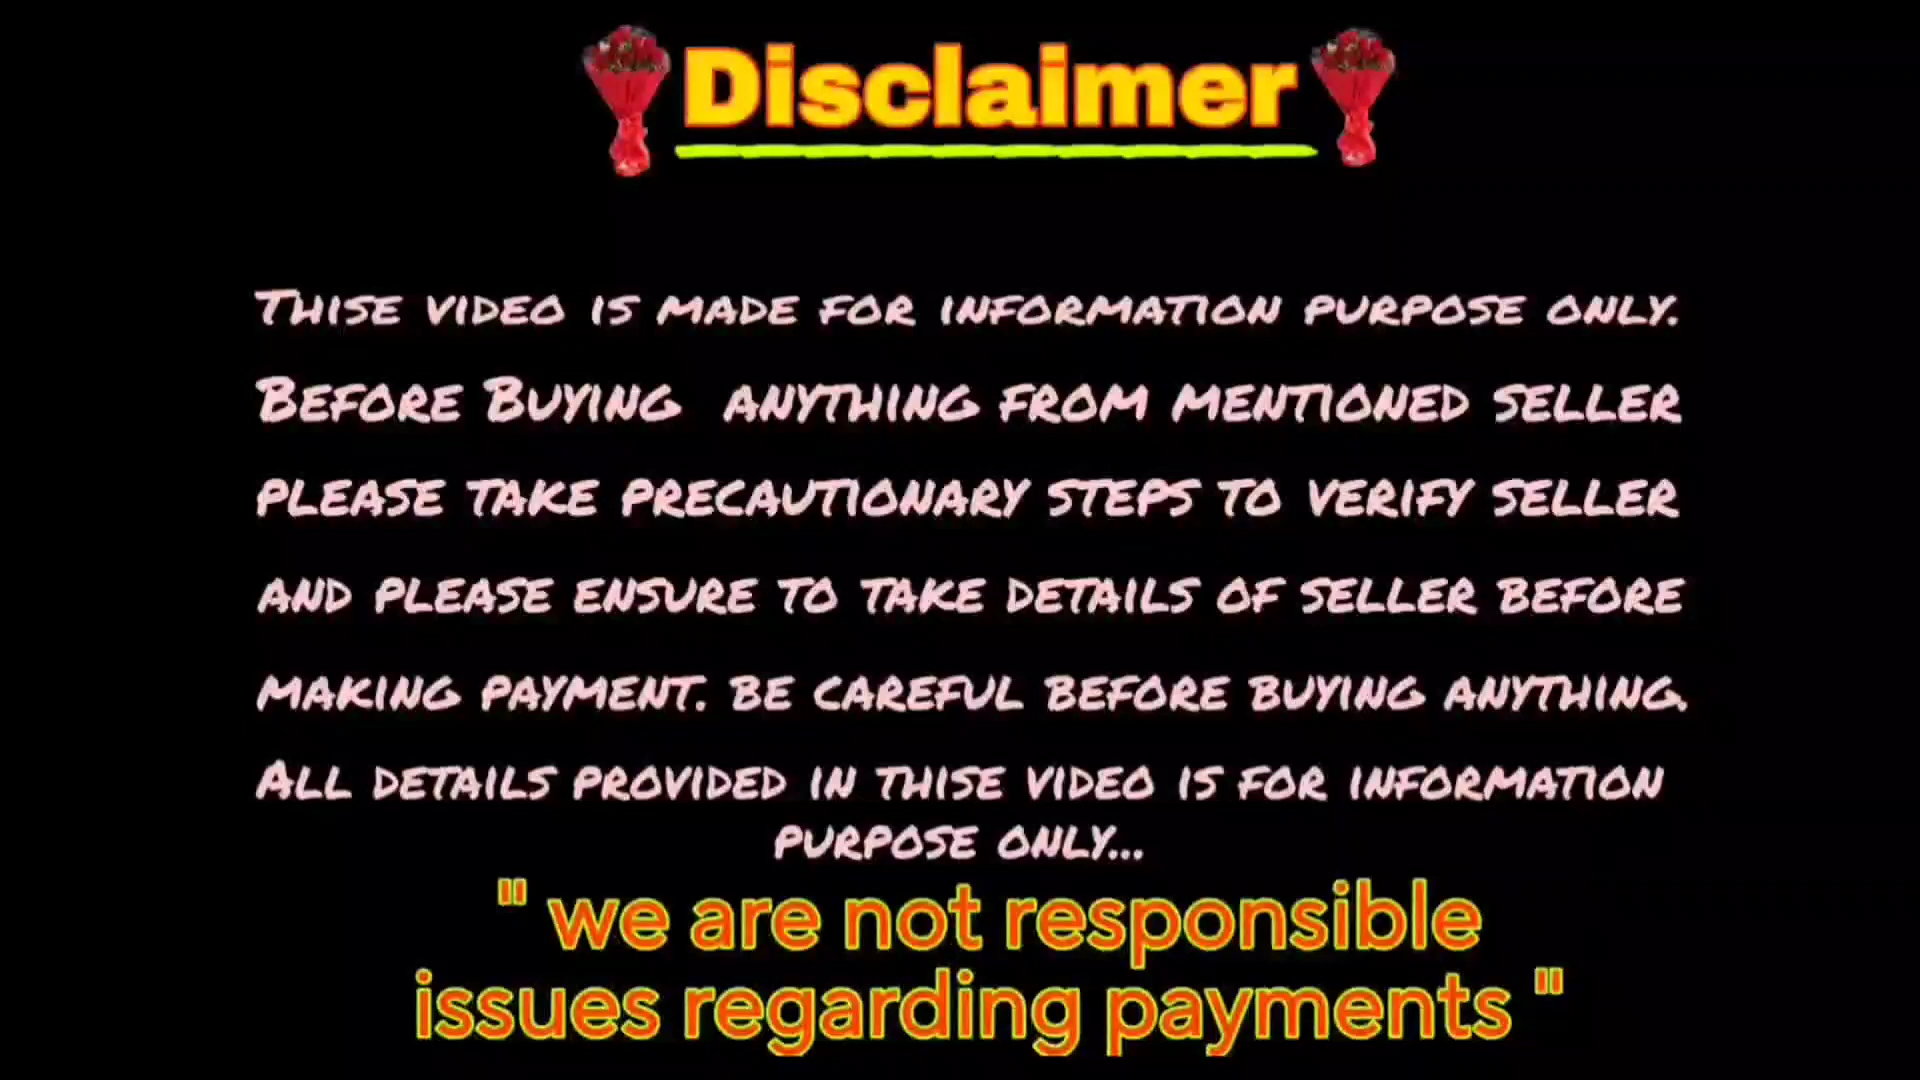 Disclaimer
THISE VIDEO IS MADE FOR INFORMATION PURPOSE ONLY.
BEFORE BUYING ANYTHING FROM MENTIONED SELLER
PLEASE TAKE PRECAUTIONARY STEPS TO VERIFY SELLER
AND PLEASE ENSURE TO TAKE DETAILS OF SELLER BEFORE
MAKING PAYMENT. BE CAREFUL BEFORE BUYING ANYTHING.
ALL DETAILS PROVIDED IN THISE VIDEO IS FOR INFORMATION
PURPOSE ONLY...
" we are not responsible
issues regarding payments "